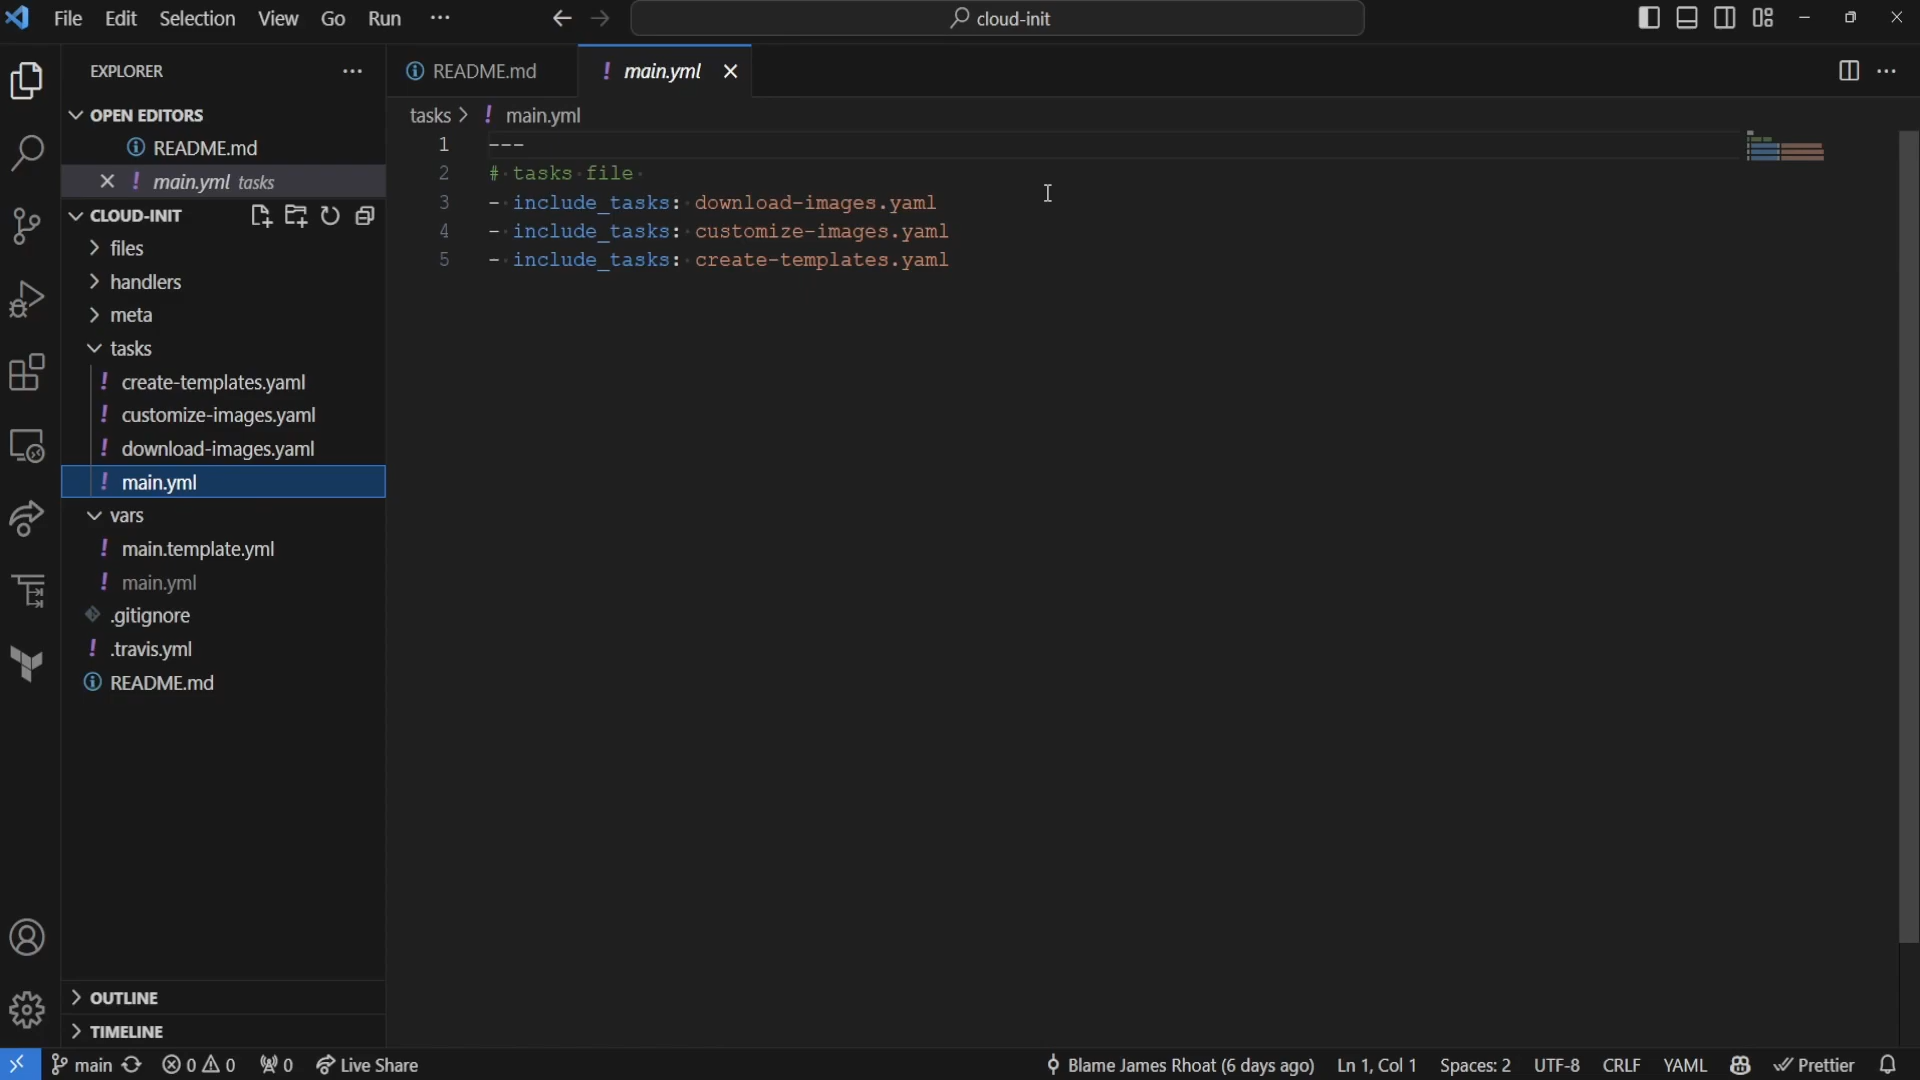 File Edit Selection View Go Run ··· cloud-init
EXPLORER ···
OPEN EDITORS
README.md
main.yml tasks
CLOUD-INIT
files
handlers
meta
tasks
create-templates.yaml
customize-images.yaml
download-images.yaml
main.yml
vars
main.template.yml
main.yml
.gitignore
.travis.yml
README.md
OUTLINE
TIMELINE
README.md ! main.yml
tasks > ! main.yml
1 ---
2 # tasks file
3 - include_tasks: download-images.yaml
4 - include_tasks: customize-images.yaml
5 - include_tasks: create-templates.yaml
main 0 0 0 Live Share Blame James Rhoat (6 days ago) Ln 1, Col 1 Spaces: 2 UTF-8 CRLF YAML Prettier